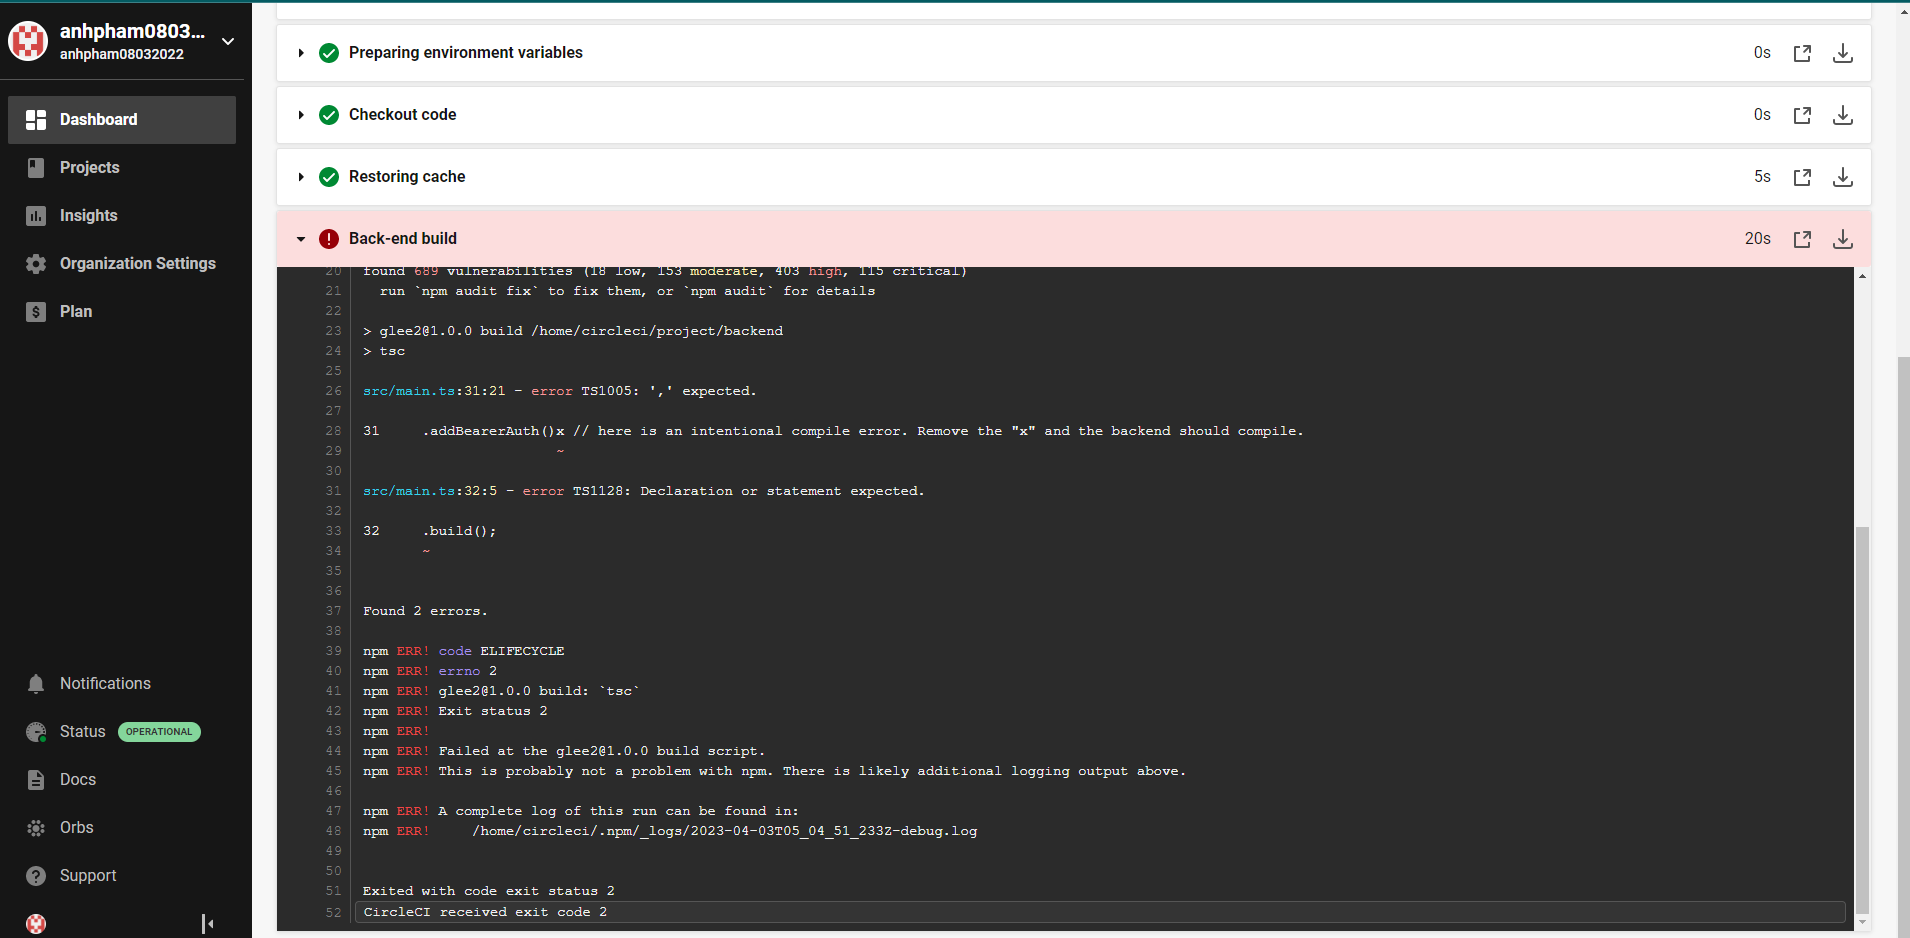 anhpham0803...
anhpham08032022
Dashboard
Projects
Insights
Organization Settings
Plan
Notifications
Status OPERATIONAL
Docs
Orbs
Support
Preparing environment variables 0s
Checkout code 0s
Restoring cache 5s
Back-end build 20s
20 found 689 vulnerabilities (18 low, 153 moderate, 403 high, 115 critical)
21 run `npm audit fix` to fix them, or `npm audit` for details
22
23 > glee2@1.0.0 build /home/circleci/project/backend
24 > tsc
25
26 src/main.ts:31:21 - error TS1005: ',' expected.
27
28 31 .addBearerAuth()x // here is an intentional compile error. Remove the "x" and the backend should compile.
29 ~
30
31 src/main.ts:32:5 - error TS1128: Declaration or statement expected.
32
33 32 .build();
34 ~
35
36
37 Found 2 errors.
38
39 npm ERR! code ELIFECYCLE
40 npm ERR! errno 2
41 npm ERR! glee2@1.0.0 build: `tsc`
42 npm ERR! Exit status 2
43 npm ERR!
44 npm ERR! Failed at the glee2@1.0.0 build script.
45 npm ERR! This is probably not a problem with npm. There is likely additional logging output above.
46
47 npm ERR! A complete log of this run can be found in:
48 npm ERR! /home/circleci/.npm/_logs/2023-04-03T05_04_51_233Z-debug.log
49
50
51 Exited with code exit status 2
52 CircleCI received exit code 2